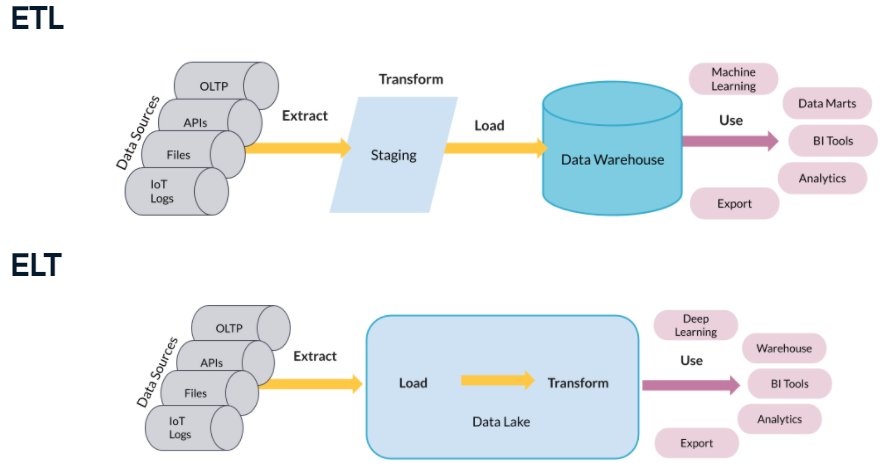 ETL
Data Sources
OLTP
APIs
Files
IoT
Logs
Extract
Transform
Staging
Load
Data Warehouse
Use
Machine
Learning
Data Marts
BI Tools
Analytics
Export
ELT
Data Sources
OLTP
APIs
Files
IoT
Logs
Extract
Load
Transform
Data Lake
Use
Deep
Learning
Warehouse
BI Tools
Analytics
Export